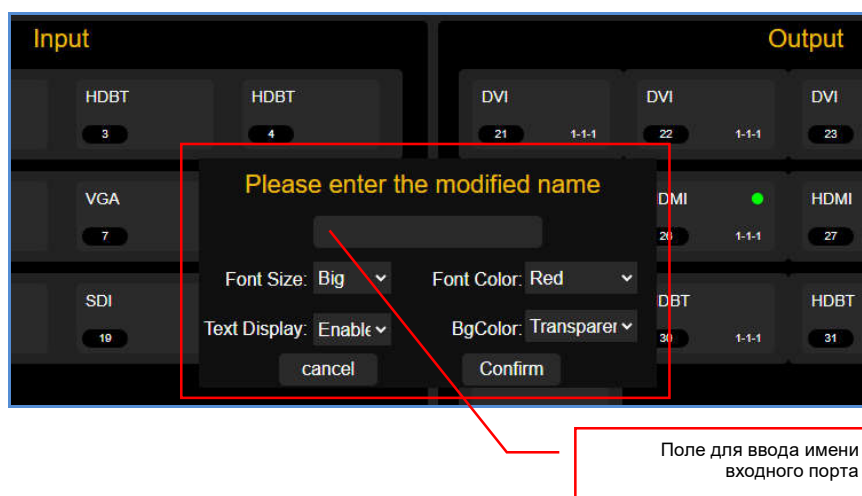 Input
Output
HDBT
HDBT
DVI
DVI
DVI
3
4
21
1-1-1
22
1-1-1
23
Please enter the modified name
VGA
HDMI
7
26
1-1-1
27
Font Size: Big
Font Color: Red
SDI
HDBT
Text Display: Enable
BgColor: Transparer
19
30
1-1-1
31
cancel
Confirm
Поле для ввода имени
входного порта